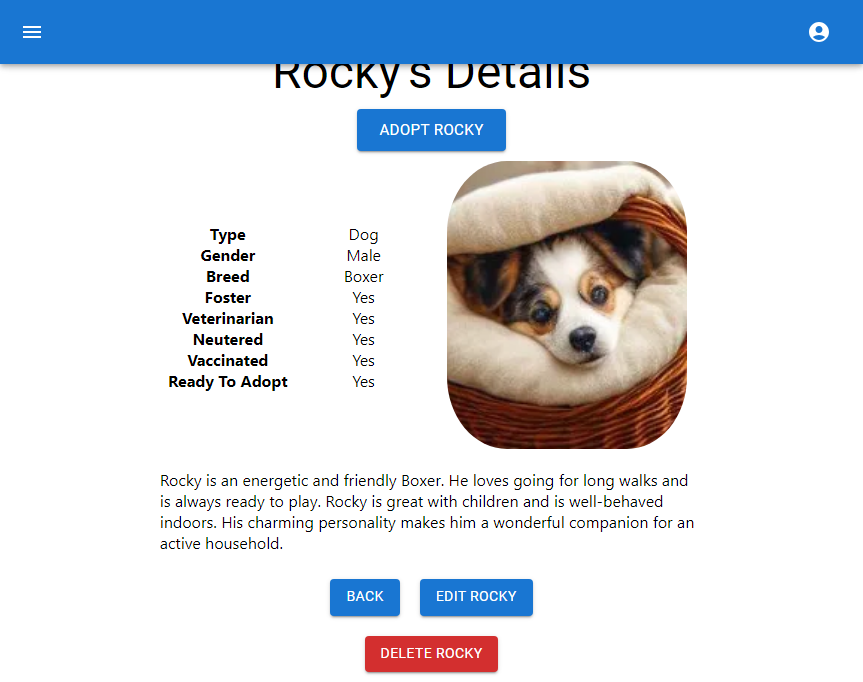 Rocky's Details
ADOPT ROCKY
Type Dog
Gender Male
Breed Boxer
Foster Yes
Veterinarian Yes
Neutered Yes
Vaccinated Yes
Ready To Adopt Yes
Rocky is an energetic and friendly Boxer. He loves going for long walks and
is always ready to play. Rocky is great with children and is well-behaved
indoors. His charming personality makes him a wonderful companion for an
active household.
BACK EDIT ROCKY
DELETE ROCKY